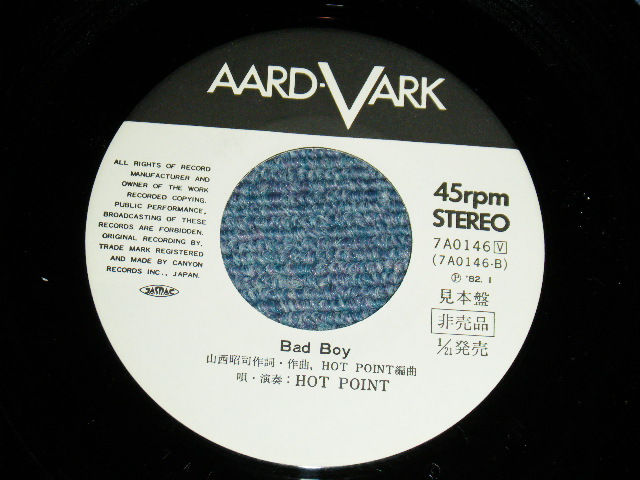 AARD-VARK
ALL RIGHTS OF RECORD
MANUFACTURER AND
OWNER OF THE WORK
RECORDED COPYING.
PUBLIC PERFORMANCE,
BROADCASTING OF THESE
RECORDS ARE FORBIDDEN.
ORIGINAL RECORDING BY.
TRADE MARK REGISTERED
AND MADE BY CANYON
RECORDS INC., JAPAN.
JASRAC
45rpm
STEREO
7A0146 V
(7A0146-B)
Ⓟ '82. 1
見本盤
非売品
1/21発売
Bad Boy
山西昭司作詞・作曲, HOT POINT編曲
唄・演奏: HOT POINT